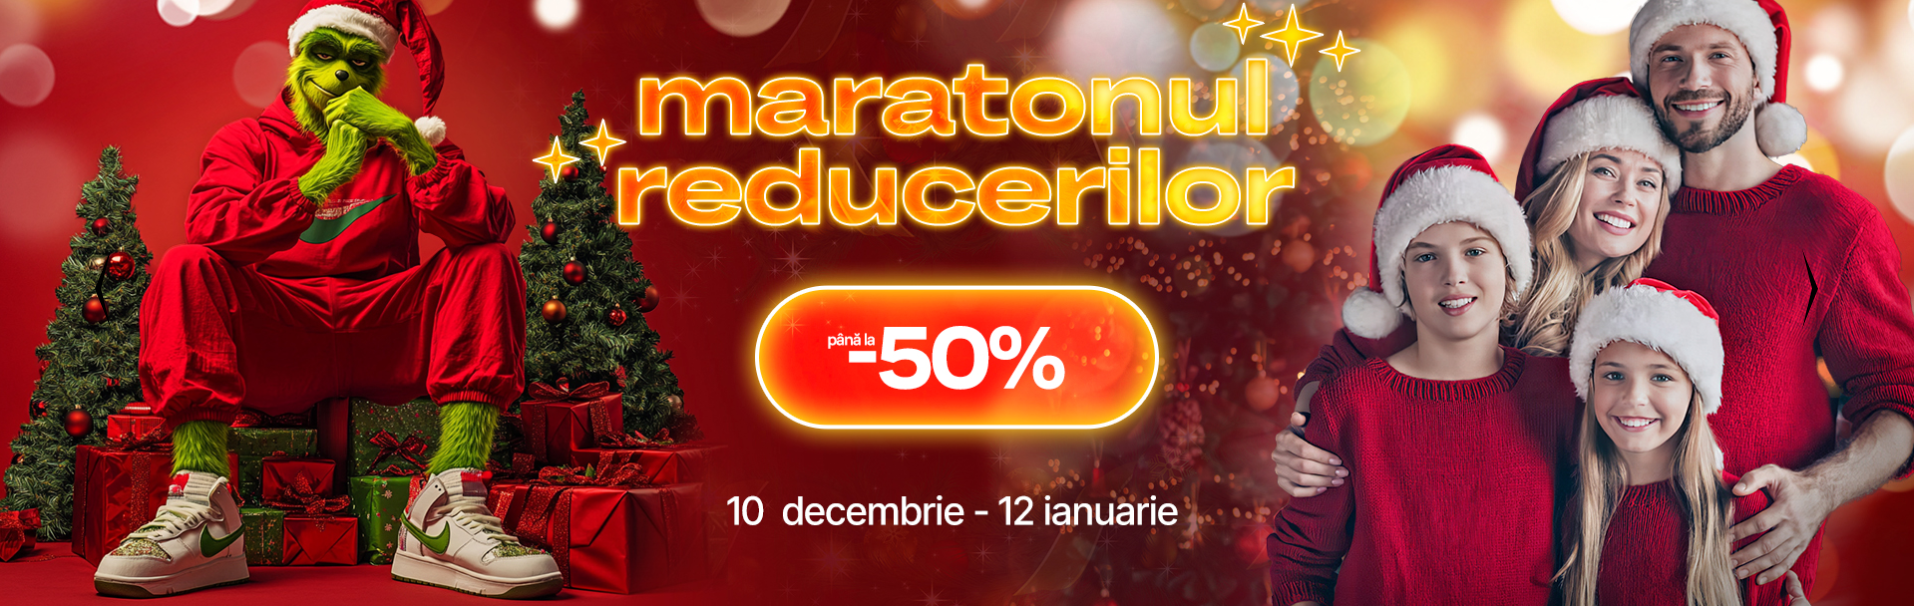 maratonul
reducerilor
până la
-50%
10 decembrie - 12 ianuarie